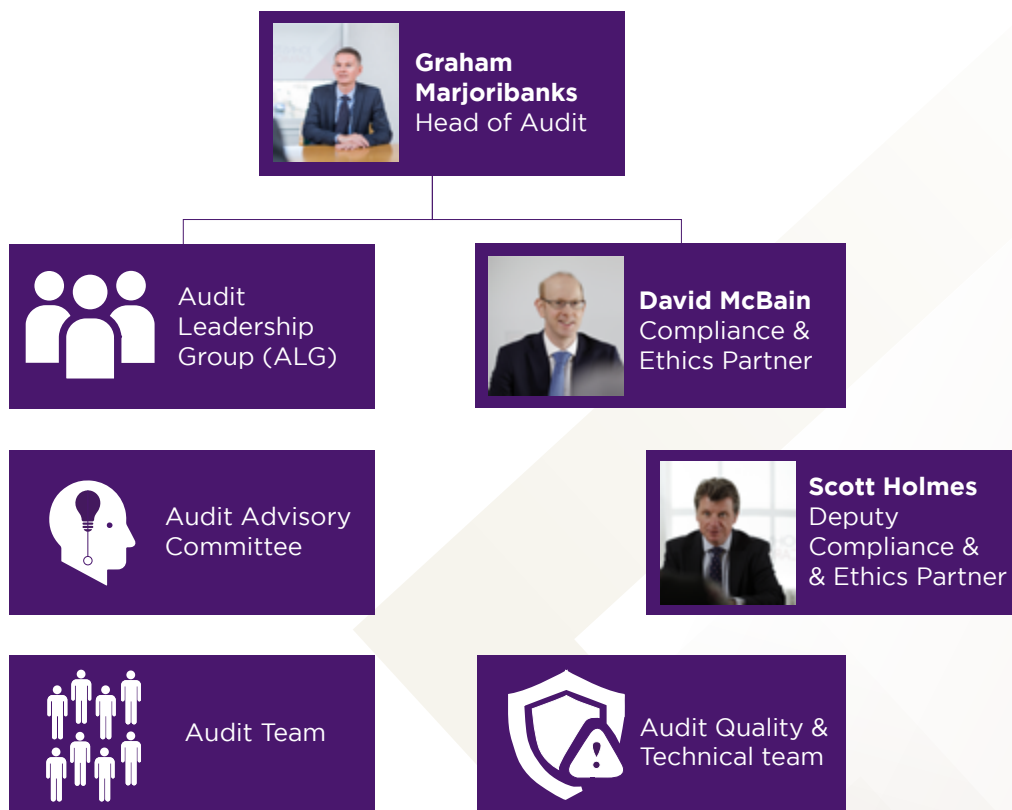 Graham
Marjoribanks
Head of Audit
Audit
Leadership
Group (ALG)
David McBain
Compliance &
Ethics Partner
Audit Advisory
Committee
Scott Holmes
Deputy
Compliance &
& Ethics Partner
Audit Team
Audit Quality &
Technical team